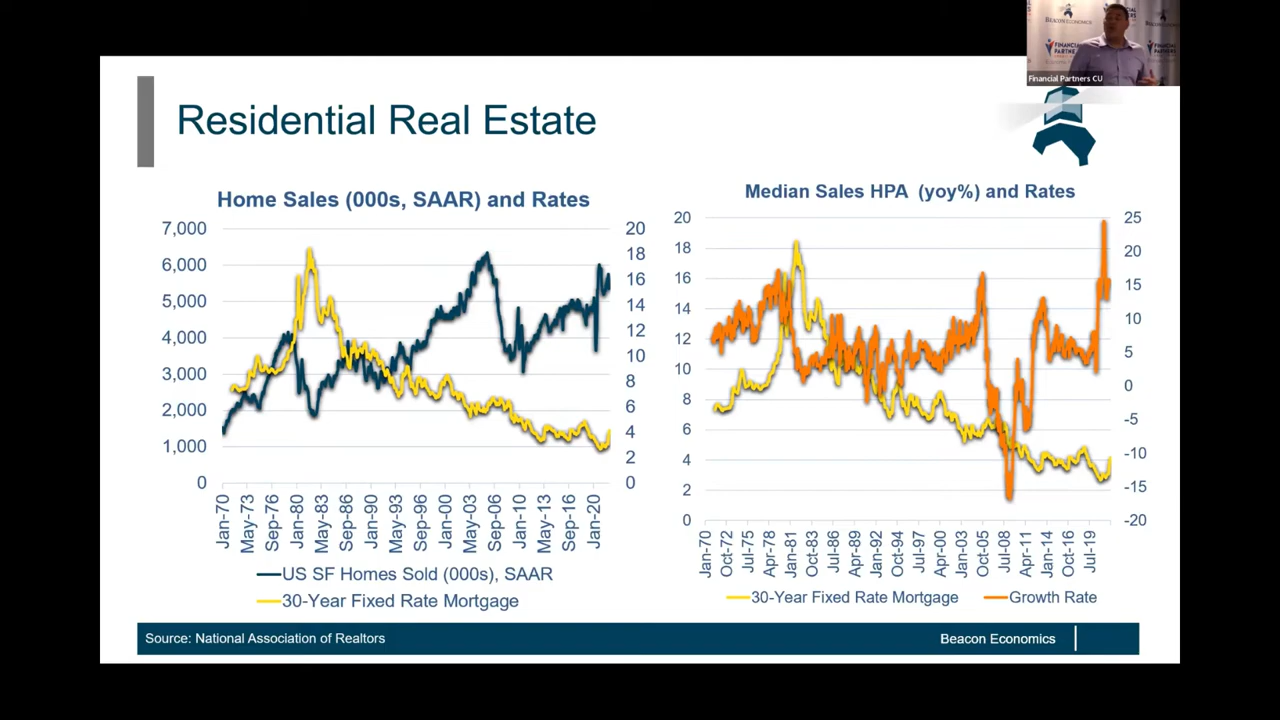 BEACON ECONOMICS
FINANCIAL
Financial Partners CU
Residential Real Estate
Home Sales (000s, SAAR) and Rates
7,000
6,000
5,000
4,000
3,000
2,000
1,000
0
20
18
16
14
12
10
8
6
4
2
0
Jan-70
May-73
Sep-76
Jan-80
May-83
Sep-86
Jan-90
May-93
Sep-96
Jan-00
May-03
Sep-06
Jan-10
May-13
Sep-16
Jan-20
US SF Homes Sold (000s), SAAR
30-Year Fixed Rate Mortgage
Median Sales HPA (yoy%) and Rates
20
18
16
14
12
10
8
6
4
2
0
25
20
15
10
5
0
-5
-10
-15
-20
Jan-70
Oct-72
Jul-75
Apr-78
Jan-81
Oct-83
Jul-86
Apr-89
Jan-92
Oct-94
Jul-97
Apr-00
Jan-03
Oct-05
Jul-08
Apr-11
Jan-14
Oct-16
Jul-19
30-Year Fixed Rate Mortgage
Growth Rate
Source: National Association of Realtors
Beacon Economics